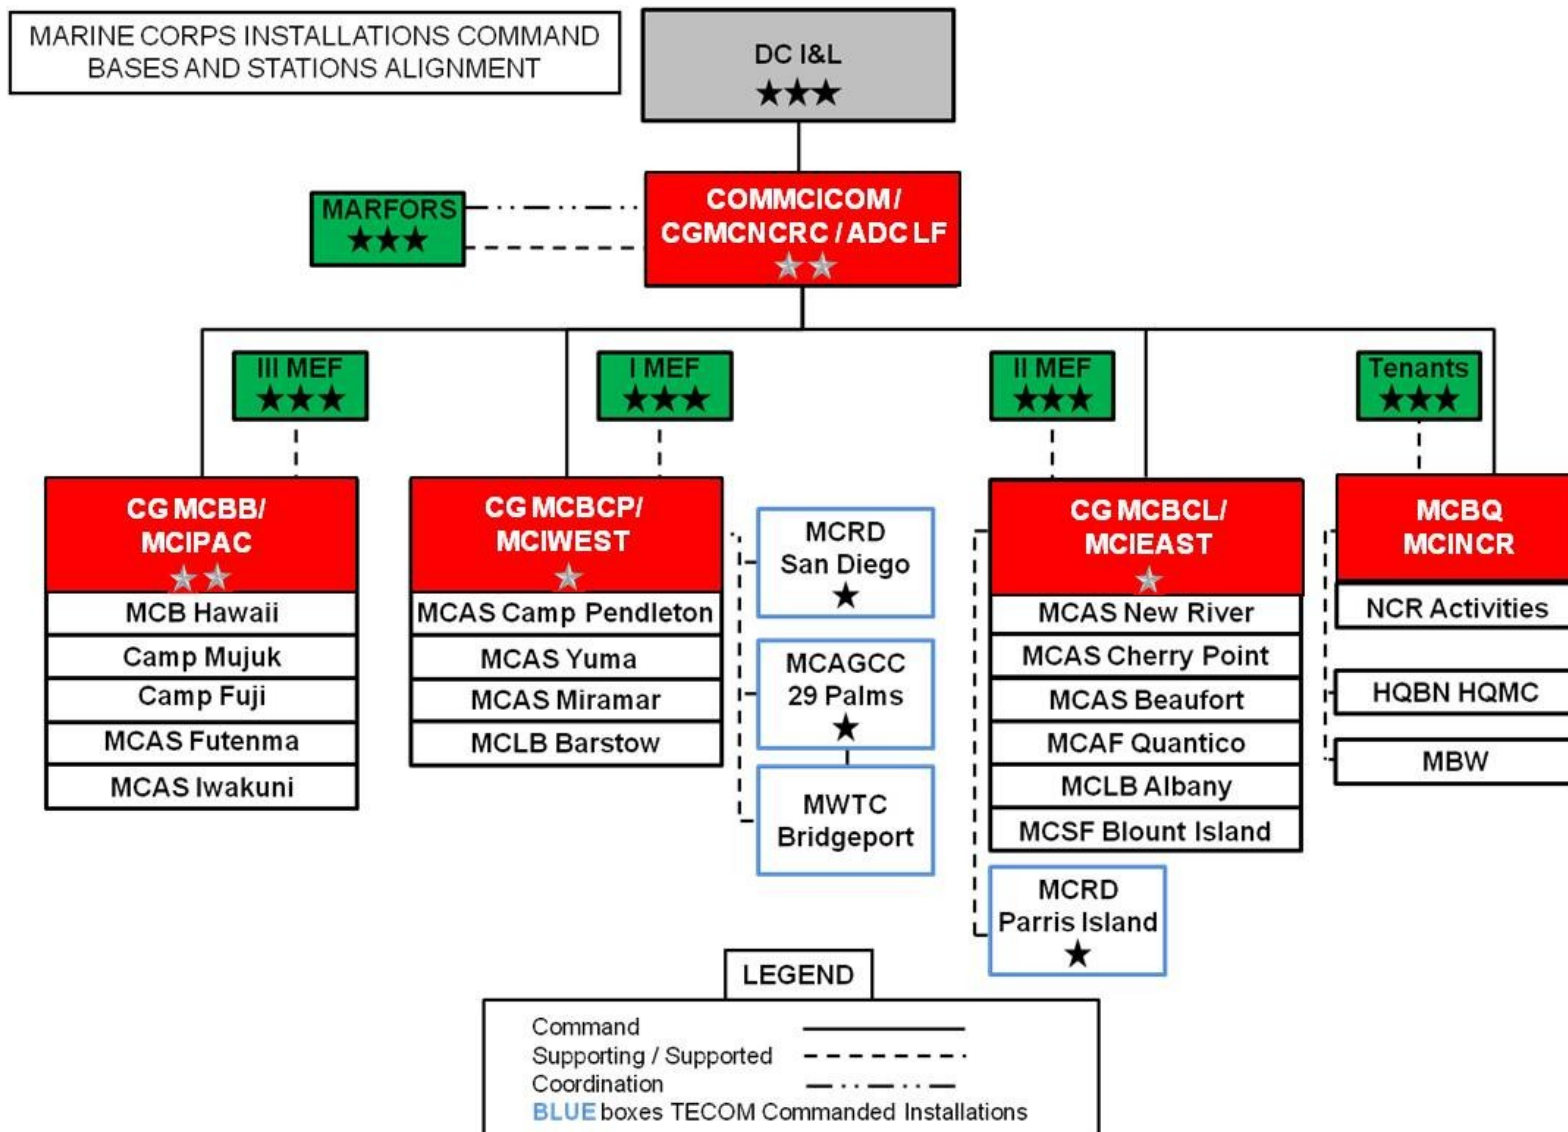 MARINE CORPS INSTALLATIONS COMMAND
BASES AND STATIONS ALIGNMENT
DC I&L
MARFORS
COMMCICOM /
CGMCNCRC / ADC LF
III MEF
I MEF
II MEF
Tenants
CG MCBB/
MCIPAC
MCB Hawaii
Camp Mujuk
Camp Fuji
MCAS Futenma
MCAS Iwakuni
CG MCBCP/
MCIWEST
MCAS Camp Pendleton
MCAS Yuma
MCAS Miramar
MCLB Barstow
MCRD
San Diego
MCAGCC
29 Palms
MWTC
Bridgeport
CG MCBCL/
MCIEAST
MCAS New River
MCAS Cherry Point
MCAS Beaufort
MCAF Quantico
MCLB Albany
MCSF Blount Island
MCRD
Parris Island
MCBQ
MCINCR
NCR Activities
HQBN HQMC
MBW
LEGEND
Command
Supporting / Supported
Coordination
BLUE boxes TECOM Commanded Installations